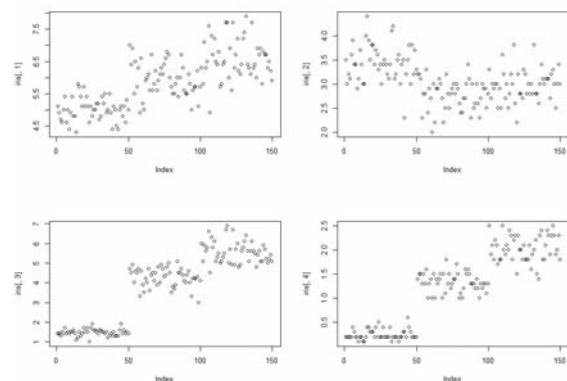 iris[, 1]
4.5 5.5 6.5 7.5
0 50 100 150
Index
iris[, 2]
2.0 2.5 3.0 3.5 4.0
0 50 100 150
Index
iris[, 3]
1 2 3 4 5 6 7
0 50 100 150
Index
iris[, 4]
0.5 1.0 1.5 2.0 2.5
0 50 100 150
Index